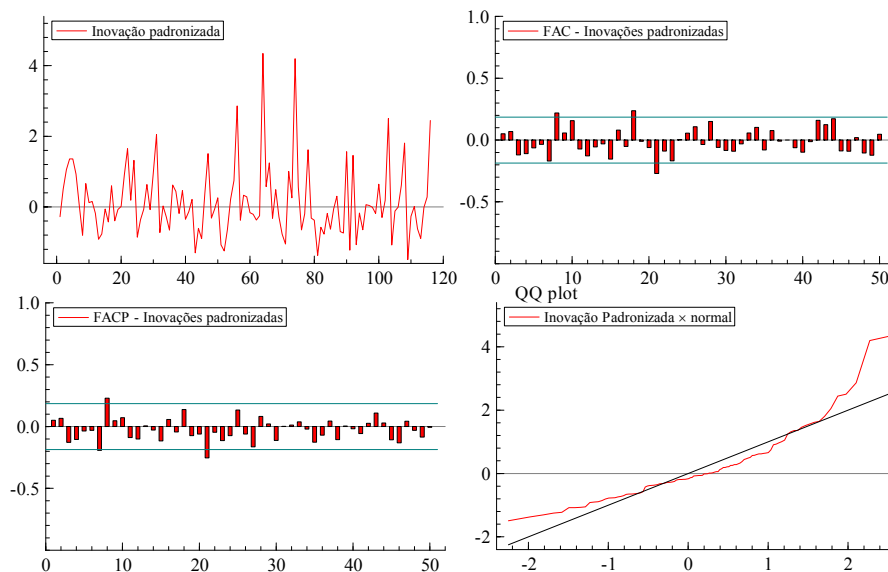 Inovação padronizada
4
2
0
0 20 40 60 80 100 120
FAC - Inovações padronizadas
1.0
0.5
0.0
-0.5
0 10 20 30 40 50
FACP - Inovações padronizadas
1.0
0.5
0.0
-0.5
0 10 20 30 40 50
QQ plot
Inovação Padronizada × normal
4
2
0
-2
-2 -1 0 1 2